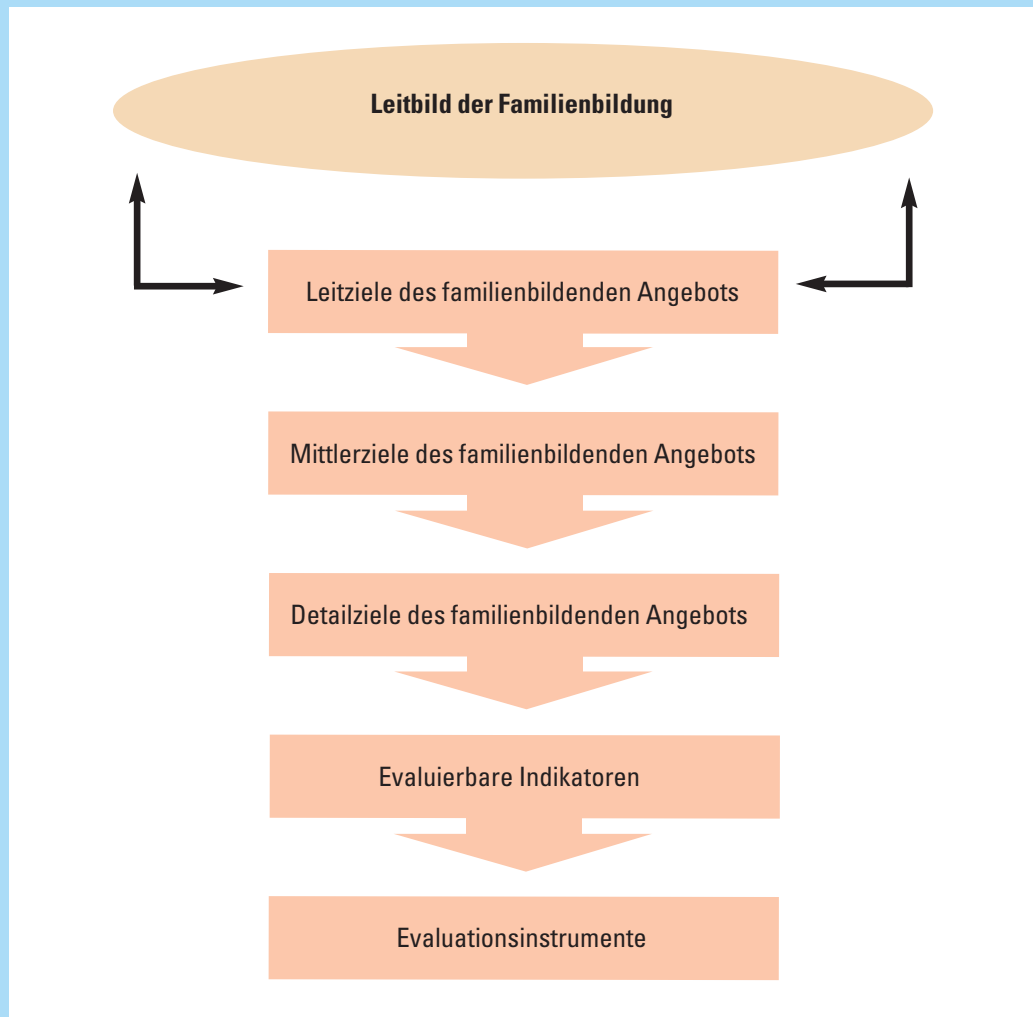 Leitbild der Familienbildung
Leitziele des familienbildenden Angebots
Mittlerziele des familienbildenden Angebots
Detailziele des familienbildenden Angebots
Evaluierbare Indikatoren
Evaluationsinstrumente